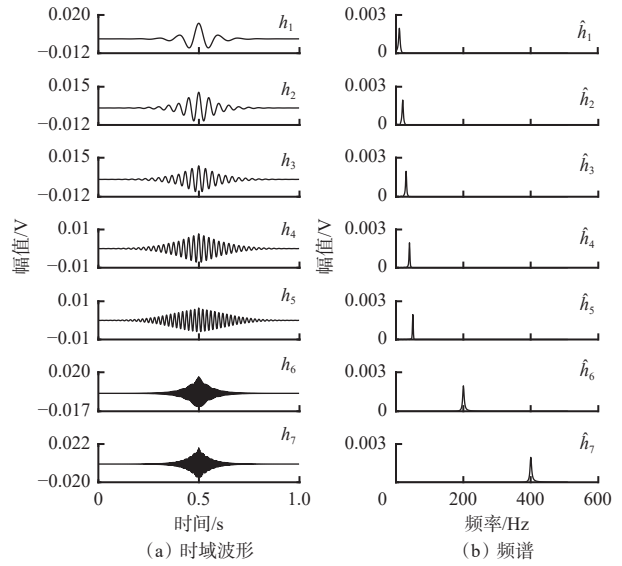 0.020
−0.012
h₁
0.003
0
ĥ₁
0.015
−0.012
h₂
0.003
0
ĥ₂
0.015
−0.012
h₃
0.003
0
ĥ₃
0.01
−0.01
h₄
0.003
0
ĥ₄
0.01
−0.01
h₅
0.003
0
ĥ₅
0.020
−0.017
h₆
0.003
0
ĥ₆
0.022
−0.020
h₇
0.003
ĥ₇
幅值/V
幅值/V
0 0.5 1.0
0 200 400 600
时间/s
频率/Hz
（a）时域波形
（b）频谱